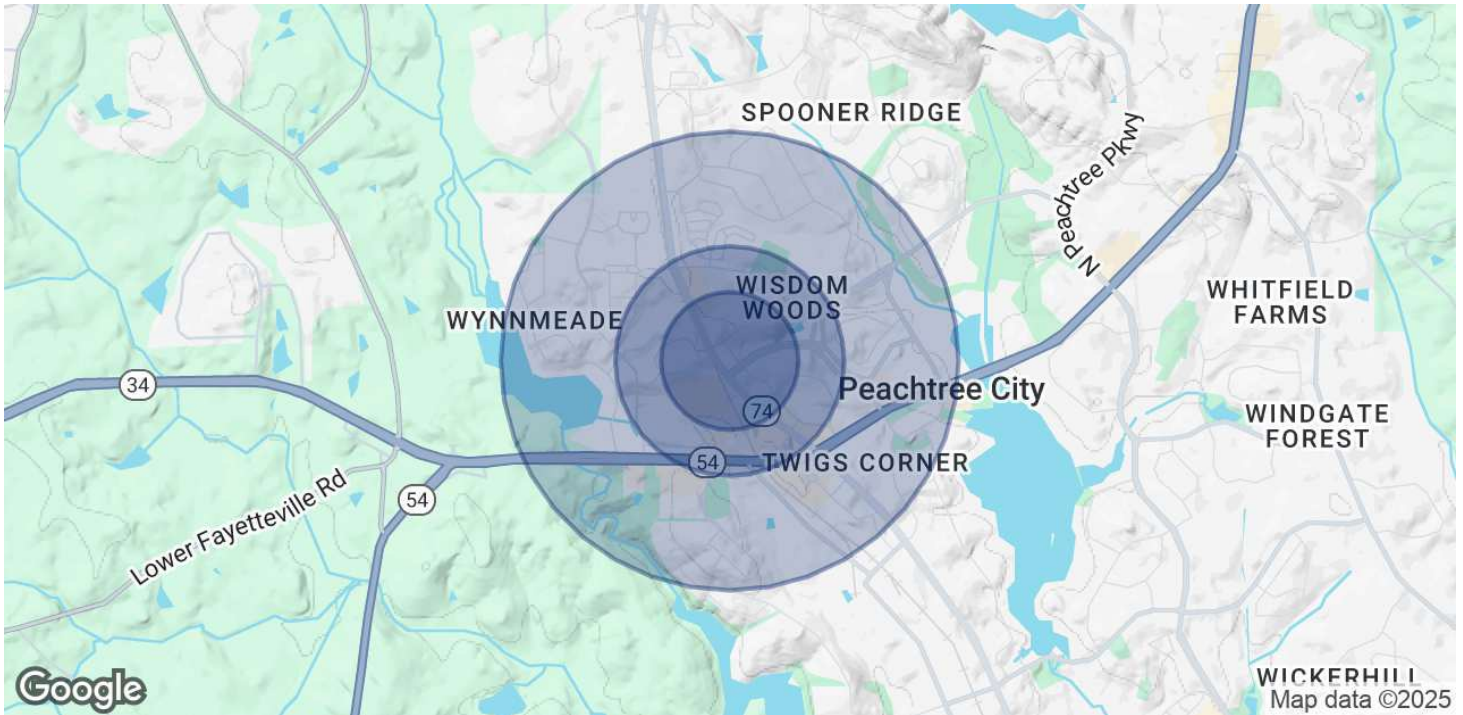 SPOONER RIDGE
N Peachtree Pkwy
WISDOM
WOODS
WHITFIELD
FARMS
WYNNMEADE
34
Peachtree City
74
WINDGATE
FOREST
54
TWIGS CORNER
54
Lower Fayetteville Rd
WICKERHILL
Google
Map data ©2025